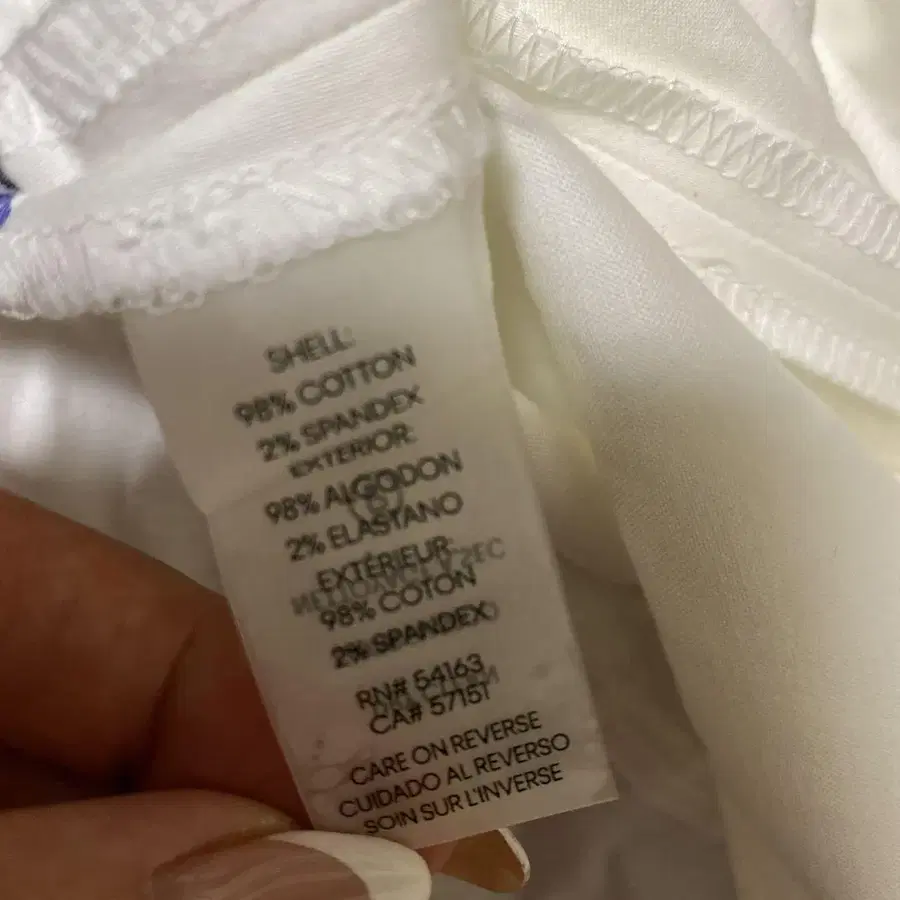 SHELL:
98% COTTON
2% SPANDEX
EXTERIOR:
98% ALGODON
2% ELASTANO
EXTÉRIEUR:
98% COTON
2% SPANDEX
RN# 54163
CA# 57151
CARE ON REVERSE
CUIDADO AL REVERSO
SOIN SUR L'INVERSE